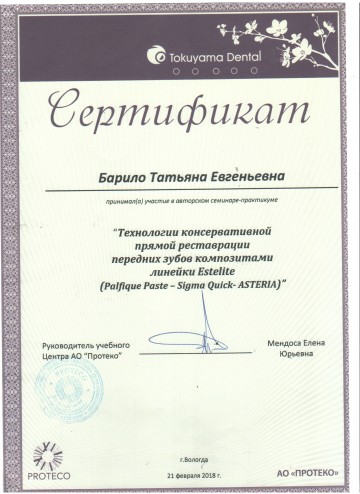 Tokuyama Dental
Сертификат
Барило Татьяна Евгеньевна
принимал(а) участие в авторском семинаре-практикуме
"Технологии консервативной
прямой реставрации
передних зубов композитами
линейки Estelite
(Palfique Paste – Sigma Quick- ASTERIA)"
Руководитель учебного
Центра АО "Протеко"
Мендоса Елена
Юрьевна
PROTECO
PROTECO
г.Вологда
21 февраля 2018 г.
АО «ПРОТЕКО»